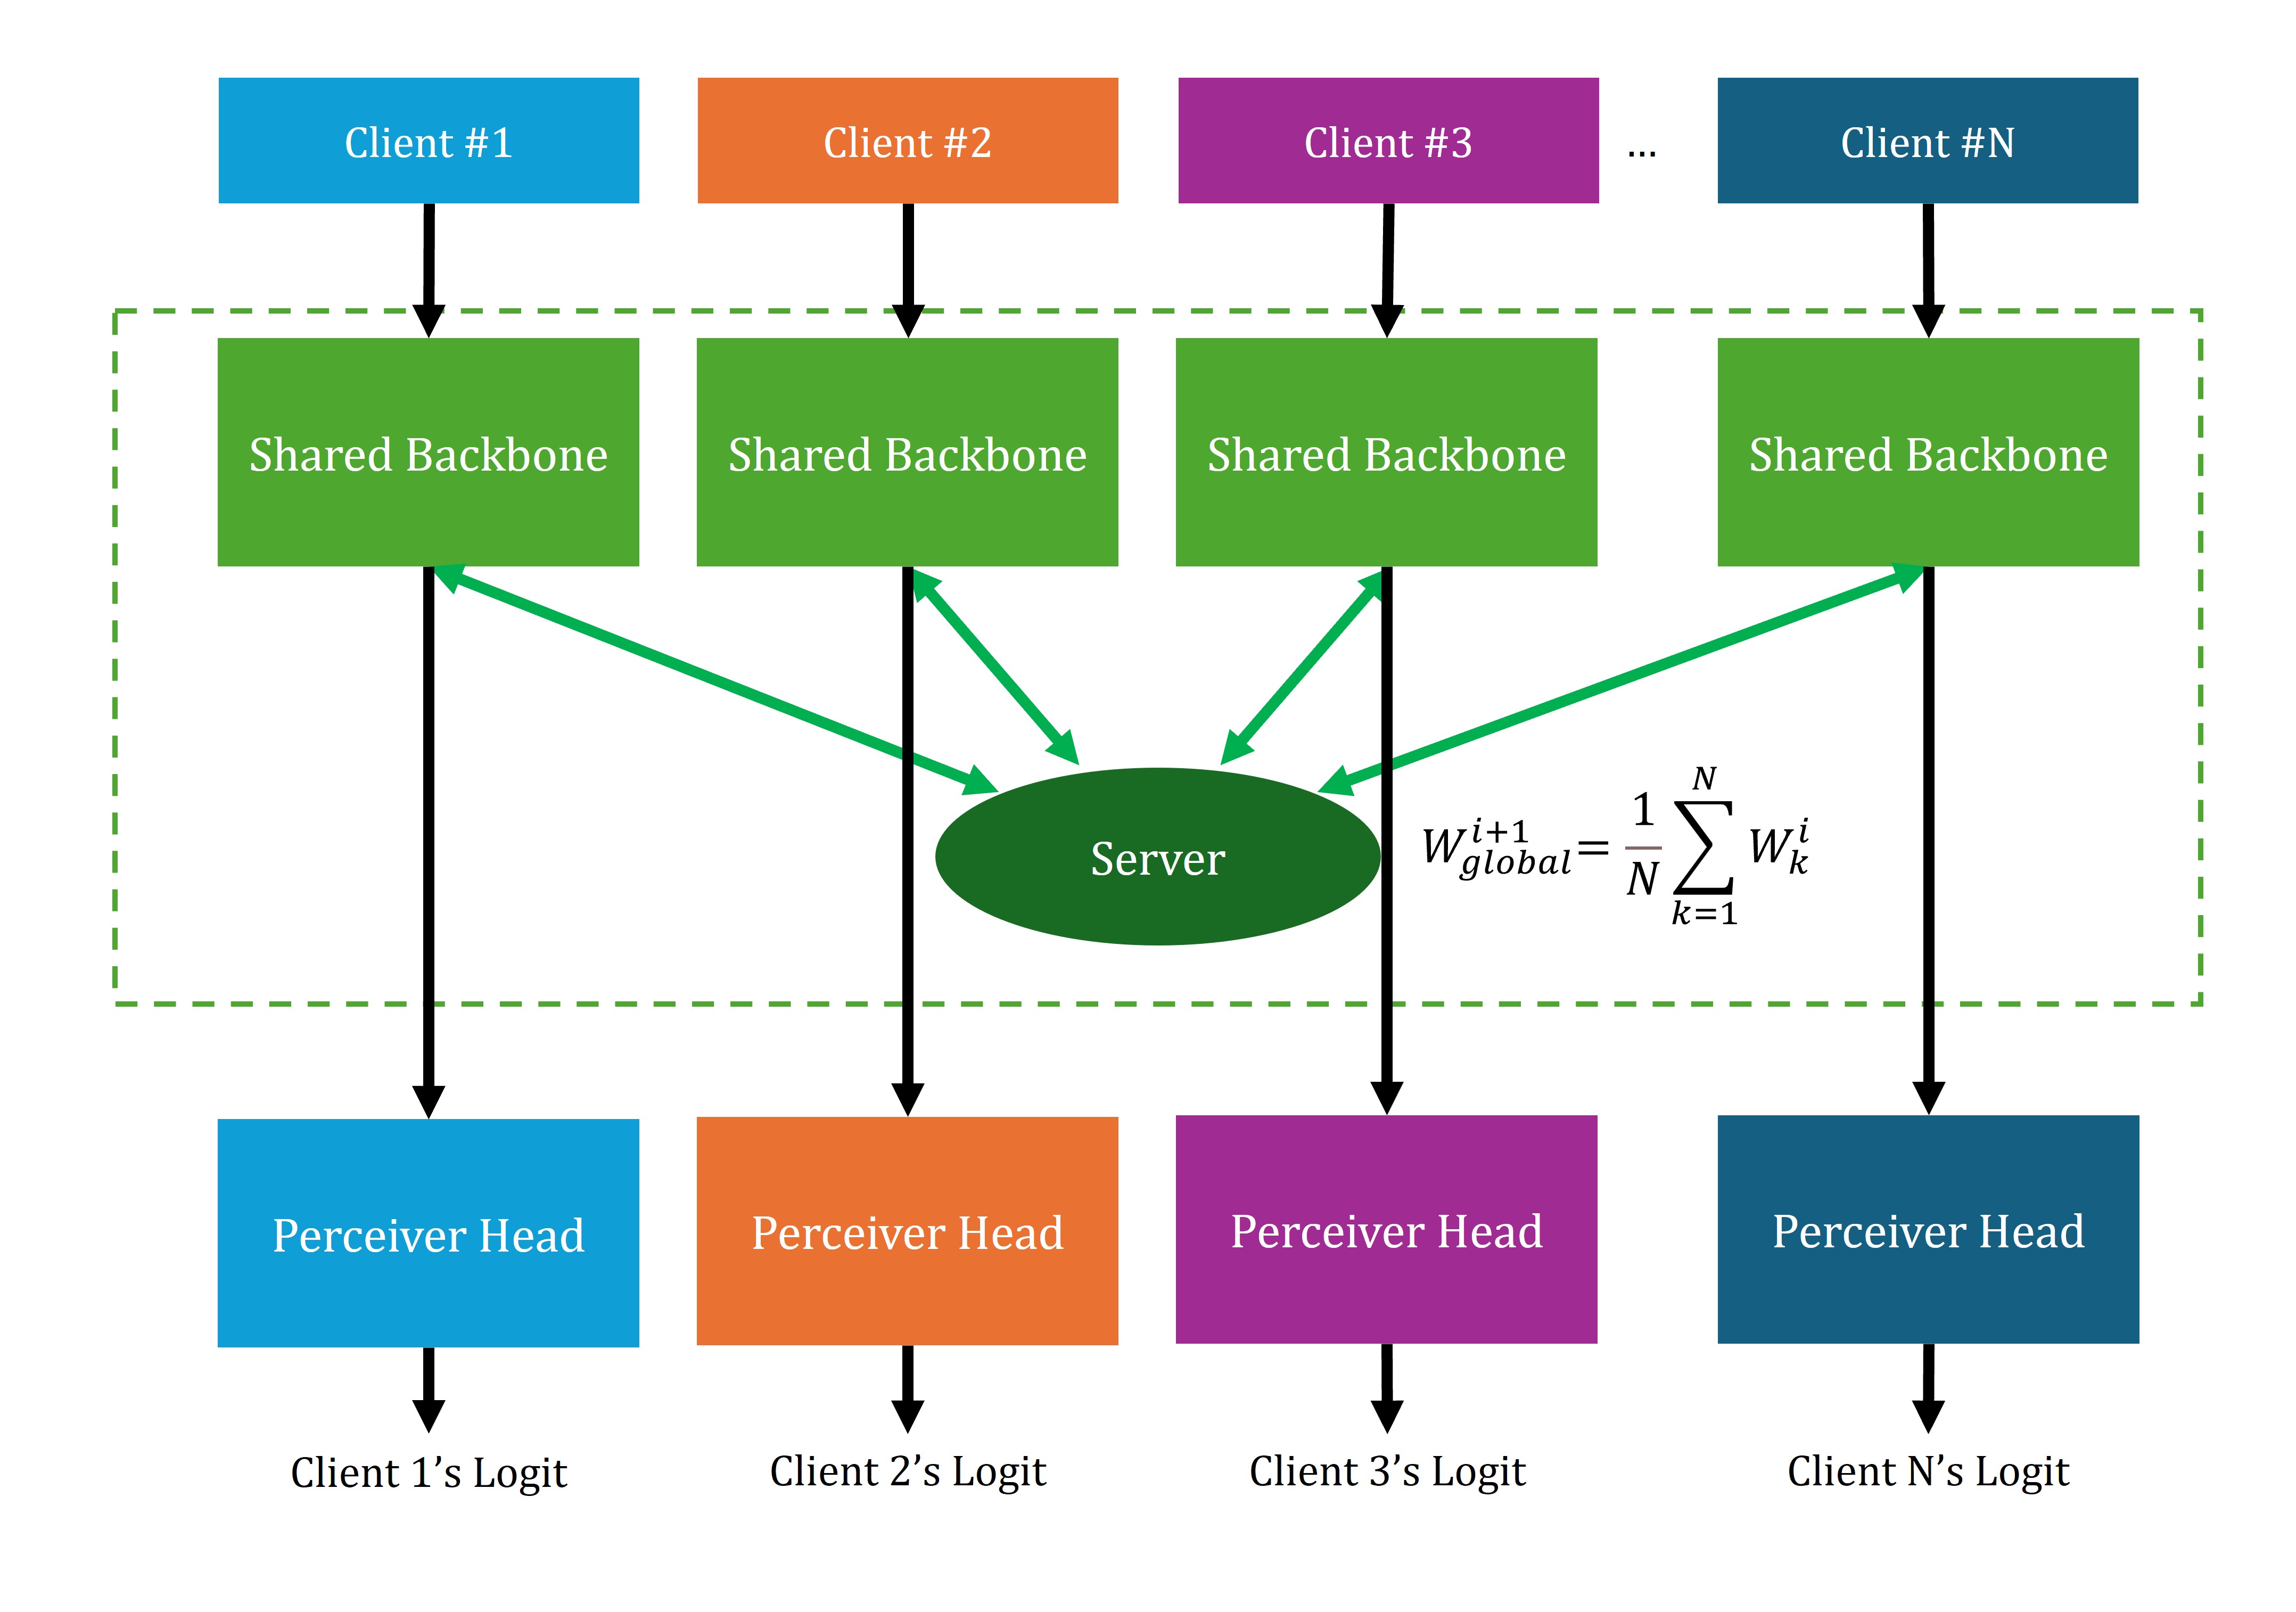 Client #1
Client #2
Client #3
...
Client #N
Shared Backbone
Shared Backbone
Shared Backbone
Shared Backbone
Server
W_{global}^{i+1} = \frac{1}{N} \sum_{k=1}^{N} W_k^i
Perceiver Head
Perceiver Head
Perceiver Head
Perceiver Head
Client 1’s Logit
Client 2’s Logit
Client 3’s Logit
Client N’s Logit